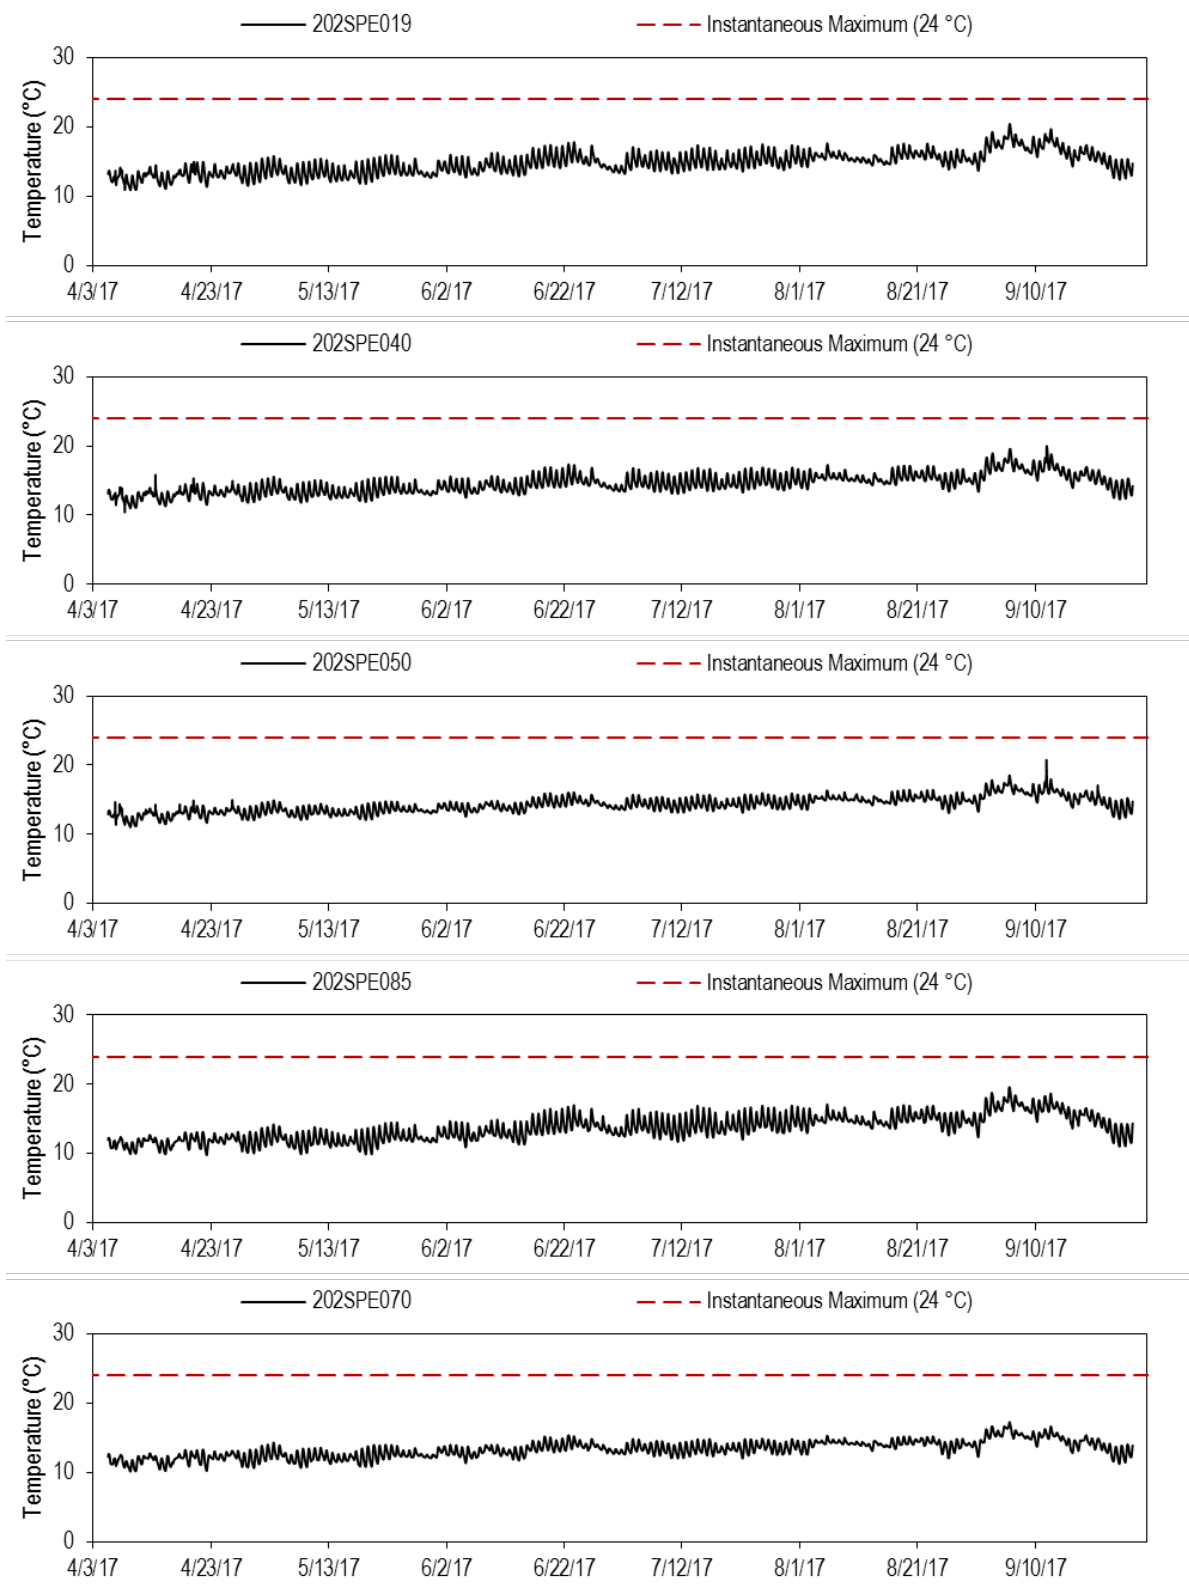 202SPE019 Instantaneous Maximum (24 °C)
Temperature (°C)
30
20
10
0
4/3/17 4/23/17 5/13/17 6/2/17 6/22/17 7/12/17 8/1/17 8/21/17 9/10/17
202SPE040 Instantaneous Maximum (24 °C)
Temperature (°C)
30
20
10
0
4/3/17 4/23/17 5/13/17 6/2/17 6/22/17 7/12/17 8/1/17 8/21/17 9/10/17
202SPE050 Instantaneous Maximum (24 °C)
Temperature (°C)
30
20
10
0
4/3/17 4/23/17 5/13/17 6/2/17 6/22/17 7/12/17 8/1/17 8/21/17 9/10/17
202SPE085 Instantaneous Maximum (24 °C)
Temperature (°C)
30
20
10
0
4/3/17 4/23/17 5/13/17 6/2/17 6/22/17 7/12/17 8/1/17 8/21/17 9/10/17
202SPE070 Instantaneous Maximum (24 °C)
Temperature (°C)
30
20
10
0
4/3/17 4/23/17 5/13/17 6/2/17 6/22/17 7/12/17 8/1/17 8/21/17 9/10/17